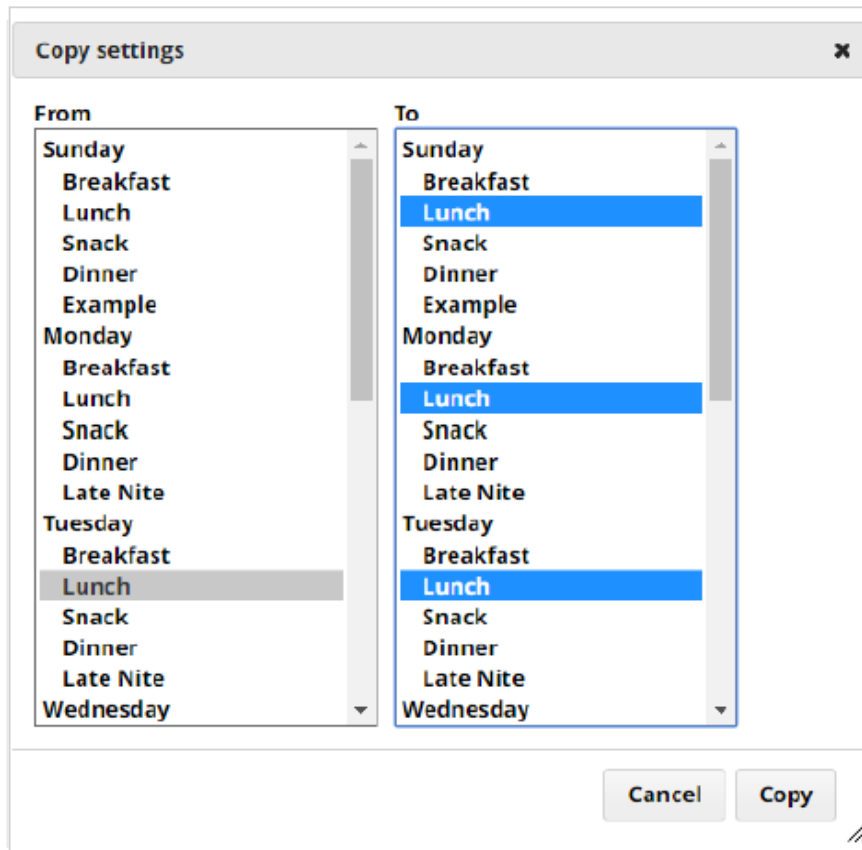 Copy settings
From
Sunday
Breakfast
Lunch
Snack
Dinner
Example
Monday
Breakfast
Lunch
Snack
Dinner
Late Nite
Tuesday
Breakfast
Lunch
Snack
Dinner
Late Nite
Wednesday
To
Sunday
Breakfast
Lunch
Snack
Dinner
Example
Monday
Breakfast
Lunch
Snack
Dinner
Late Nite
Tuesday
Breakfast
Lunch
Snack
Dinner
Late Nite
Wednesday
Cancel
Copy